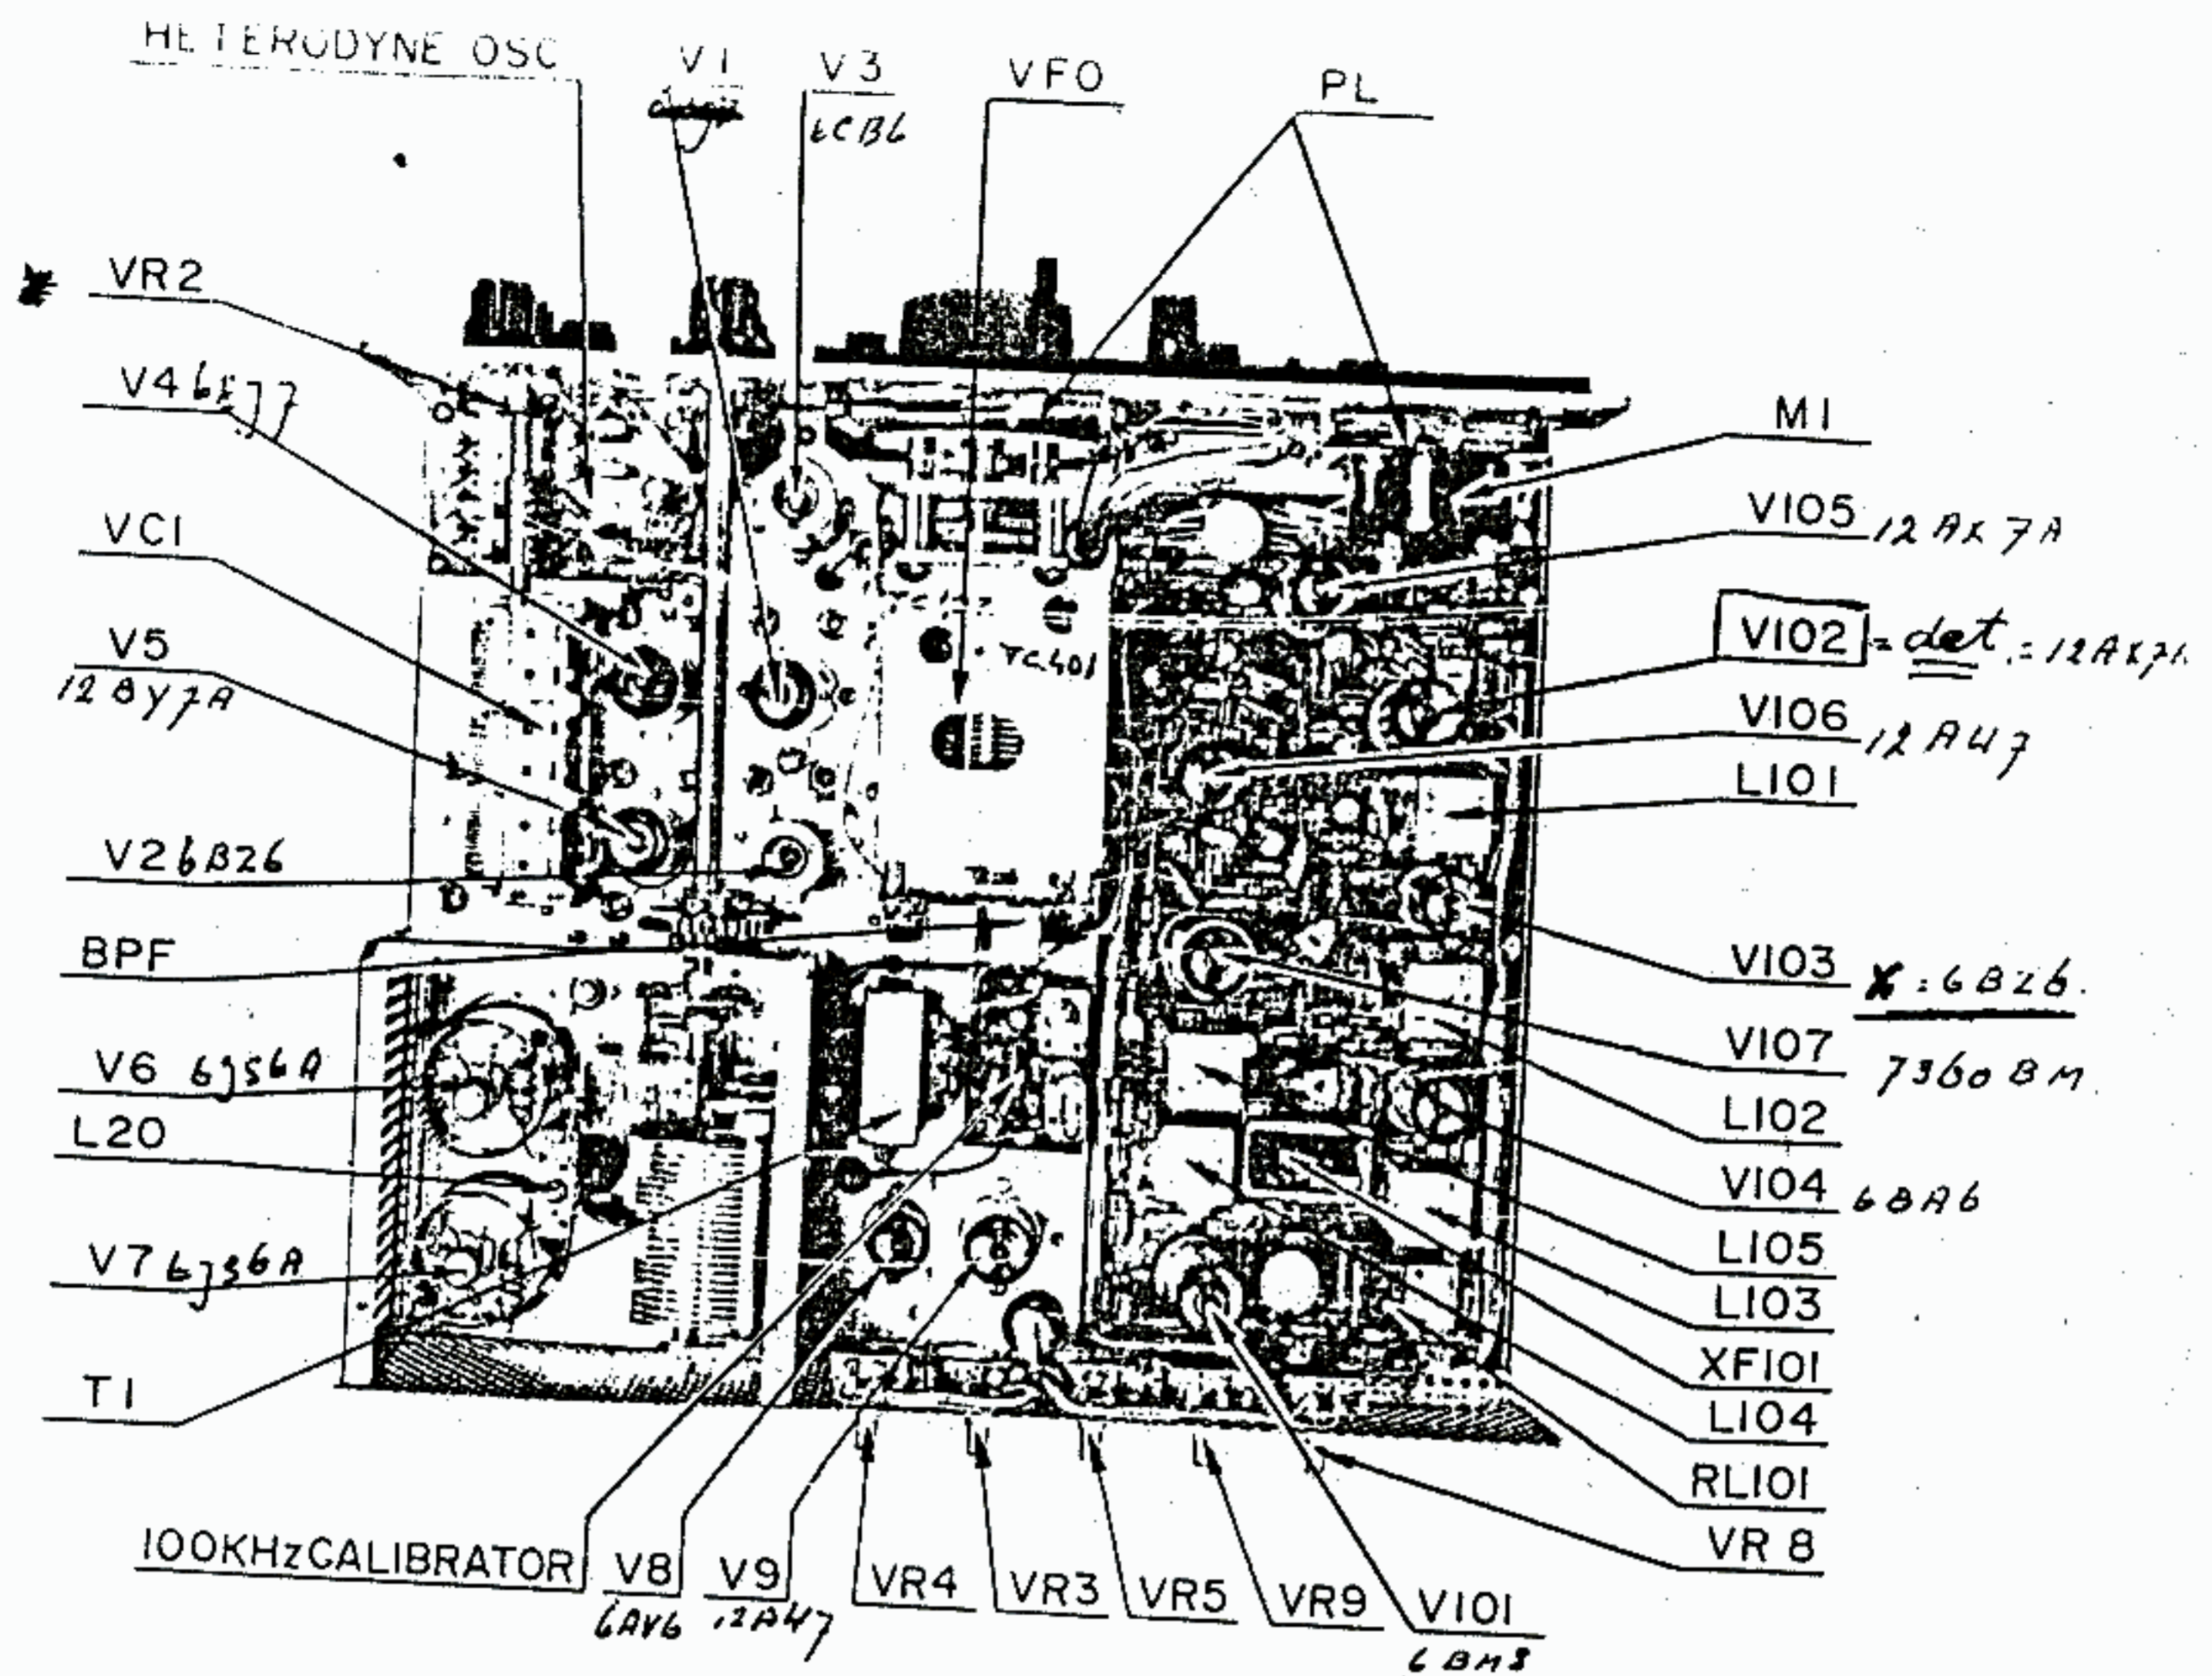 HETERODYNE OSC
V1
V3
6CB6
VFO
PL
VR2
V4
VC1
V5
12BY7A
V2 6BZ6
BPF
V6 6JS6A
L20
V7 6JS6A
T1
TC401
M1
V105 12AX7A
V102 = det. = 12AX7A
V106 12AU7
L101
V103 X = 6BZ6.
V107 7360 BM.
L102
V104 6BA6
L105
L103
XF101
L104
RL101
VR8
100KHz CALIBRATOR
V8
6AV6
V9
12AU7
VR4
VR3
VR5
VR9
V101
6BM8